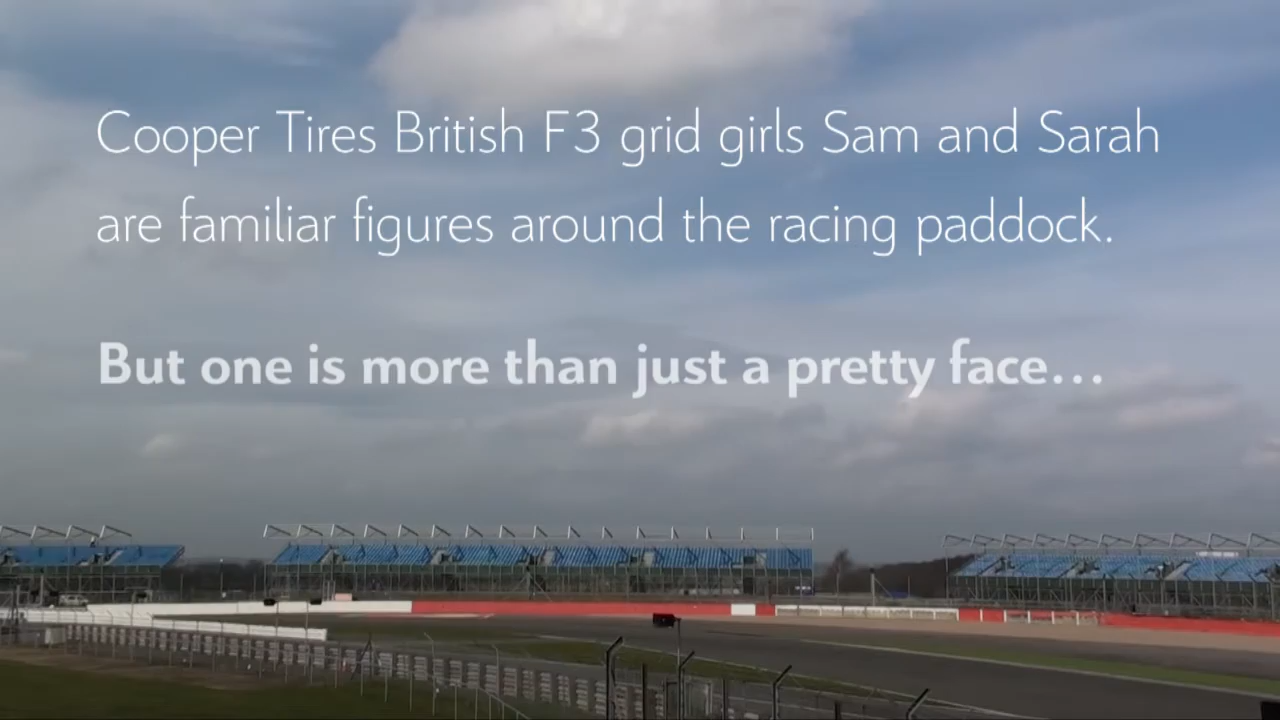 Cooper Tires British F3 grid girls Sam and Sarah
are familiar figures around the racing paddock.
But one is more than just a pretty face…